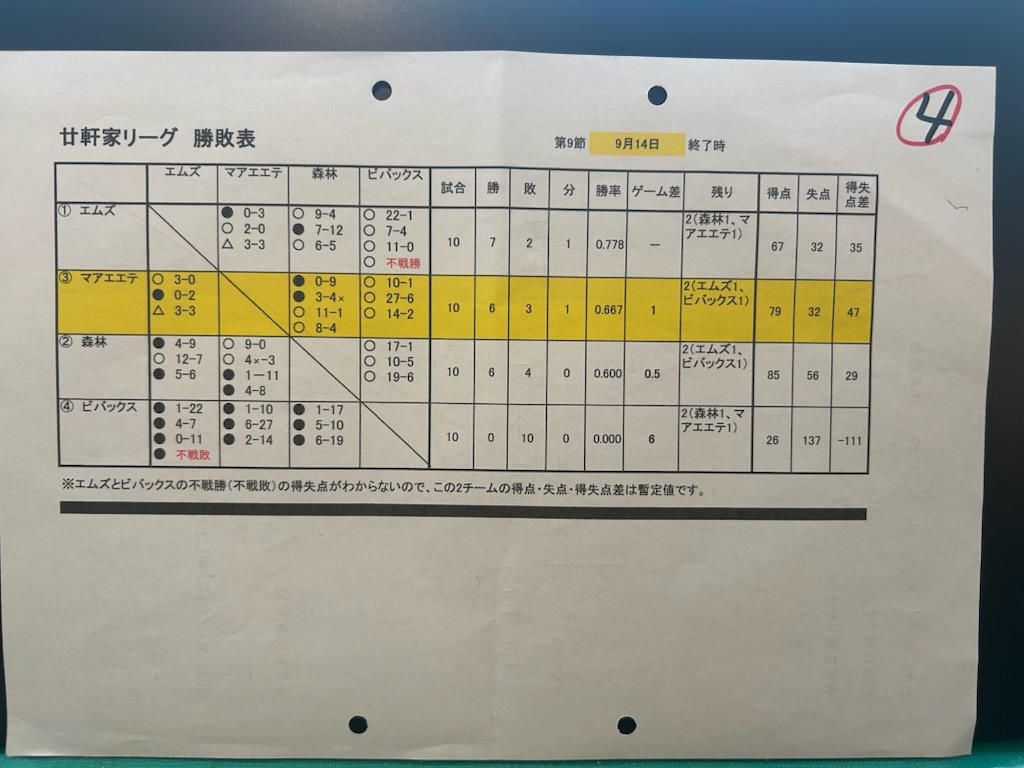 ④
廿軒家リーグ 勝敗表
第9節 9月14日 終了時
エムズ マアエエテ 森林 ビバックス 試合 勝 敗 分 勝率 ゲーム差 残り 得点 失点 得失点差
① エムズ
● 0-3 ○ 9-4 ○ 22-1
○ 2-0 ● 7-12 ○ 7-4
△ 3-3 ○ 6-5 ○ 11-0
○ 不戦勝
10 7 2 1 0.778 — 2(森林1、マアエエテ1) 67 32 35
③ マアエエテ
○ 3-0 ● 0-9 ○ 10-1
● 0-2 ● 3-4× ○ 27-6
△ 3-3 ○ 11-1 ○ 14-2
○ 8-4
10 6 3 1 0.667 1 2(エムズ1、ビバックス1) 79 32 47
② 森林
● 4-9 ○ 9-0 ○ 17-1
○ 12-7 ○ 4×-3 ○ 10-5
● 5-6 ● 1-11 ○ 19-6
● 4-8
10 6 4 0 0.600 0.5 2(エムズ1、ビバックス1) 85 56 29
④ ビバックス
● 1-22 ● 1-10 ● 1-17
● 4-7 ● 6-27 ● 5-10
● 0-11 ● 2-14 ● 6-19
● 不戦敗
10 0 10 0 0.000 6 2(森林1、マアエエテ1) 26 137 -111
※エムズとビバックスの不戦勝(不戦敗)の得失点がわからないので、この2チームの得点・失点・得失点差は暫定値です。